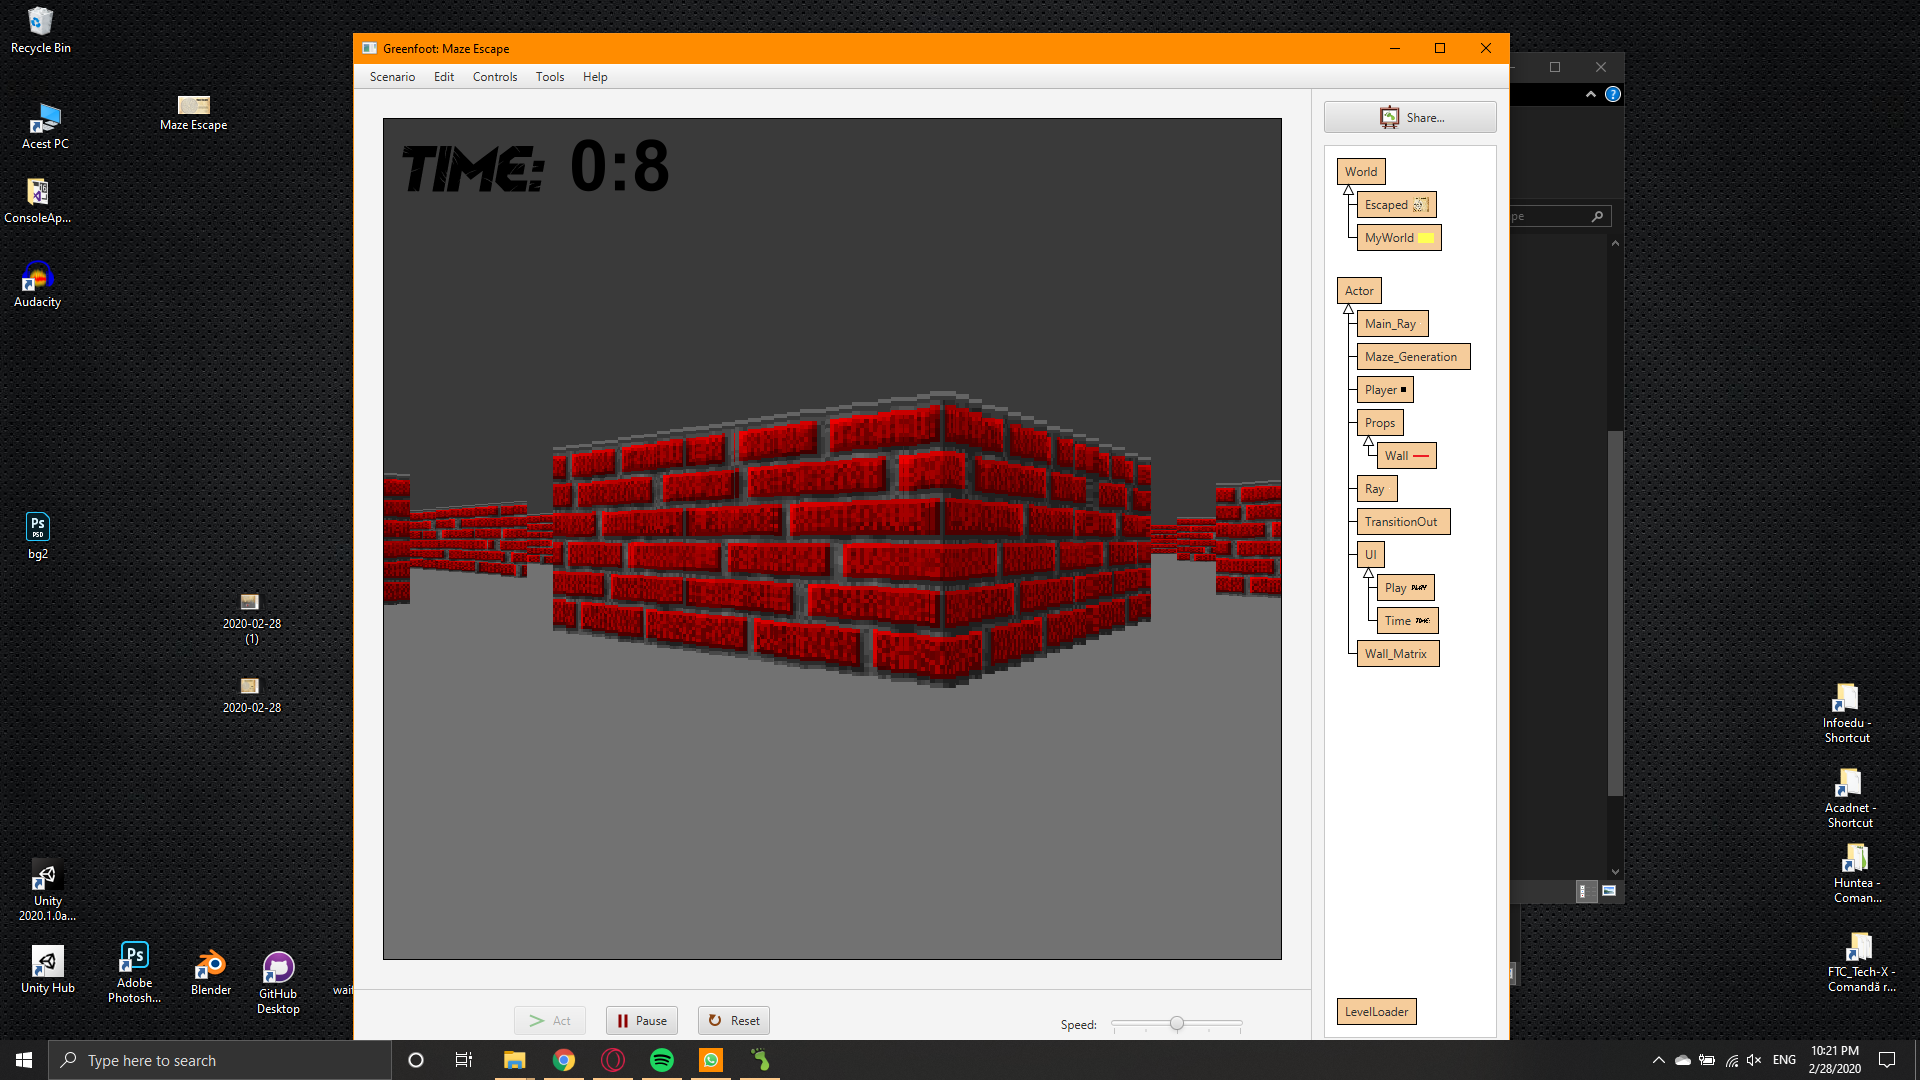 Recycle Bin
Acest PC
Maze Escape
ConsoleAp...
Audacity
bg2
2020-02-28
(1)
2020-02-28
Unity
2020.1.0a...
Unity Hub
Adobe
Photosh...
Blender
GitHub
Desktop
Greenfoot: Maze Escape
Scenario
Edit
Controls
Tools
Help
TIME: 0:8
Share...
World
Escaped
MyWorld
Actor
Main_Ray
Maze_Generation
Player
Props
Wall
Ray
TransitionOut
UI
Play PLAY
Time TIME:
Wall_Matrix
LevelLoader
Act
Pause
Reset
Speed:
Infoedu -
Shortcut
Acadnet -
Shortcut
Huntea -
Coman...
FTC_Tech-X -
Comandă r...
Type here to search
ENG
10:21 PM
2/28/2020